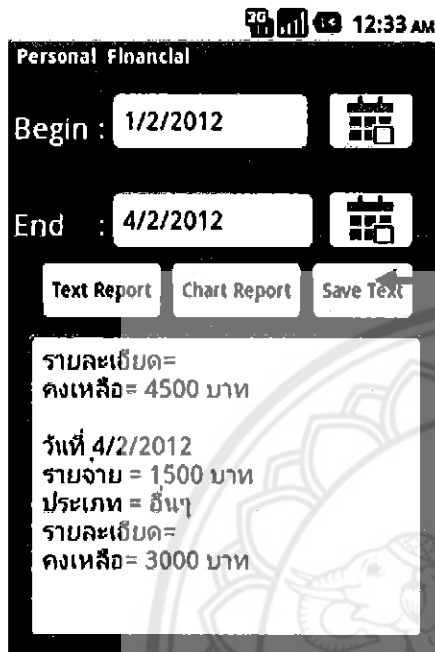 3G 12:33 AM
Personal Financial
Begin : 1/2/2012
End : 4/2/2012
Text Report Chart Report Save Text
รายละเอียด=
คงเหลือ= 4500 บาท
วันที่ 4/2/2012
รายจ่าย = 1500 บาท
ประเภท = อื่นๆ
รายละเอียด=
คงเหลือ= 3000 บาท